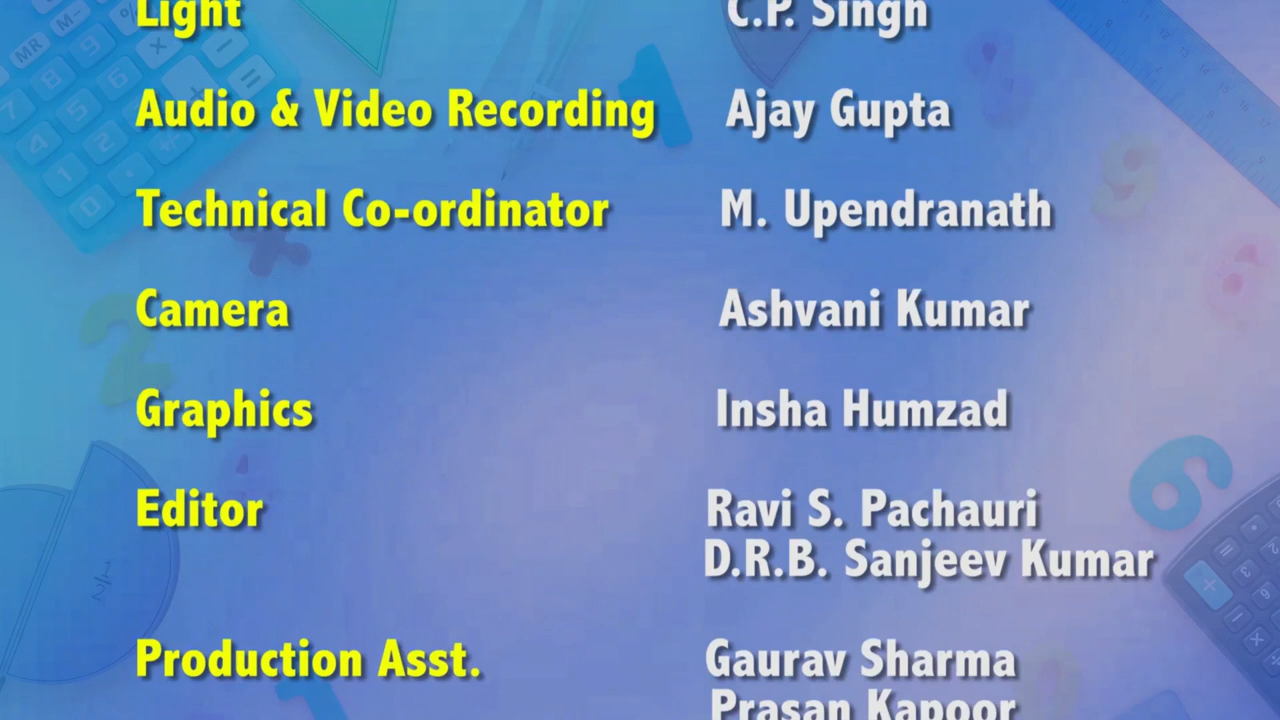 Light C.P. Singh
Audio & Video Recording Ajay Gupta
Technical Co-ordinator M. Upendranath
Camera Ashvani Kumar
Graphics Insha Humzad
Editor Ravi S. Pachauri
D.R.B. Sanjeev Kumar
Production Asst. Gaurav Sharma
Prasan Kapoor